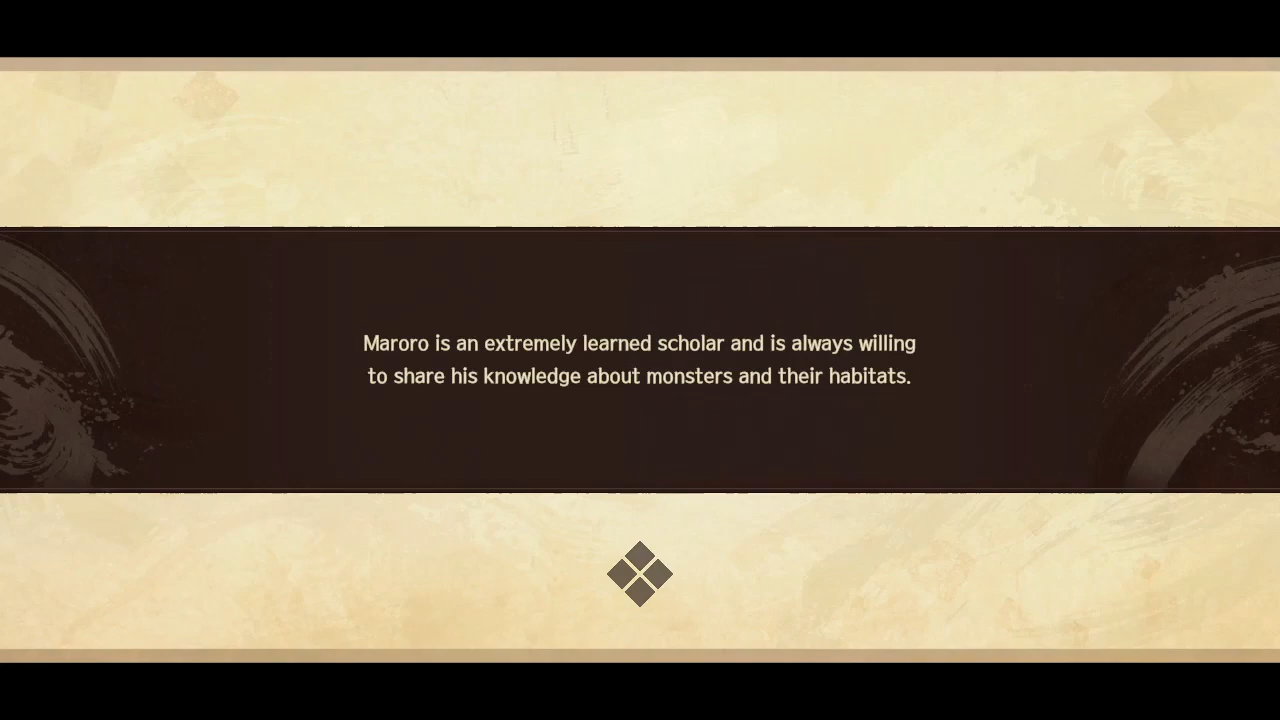 Maroro is an extremely learned scholar and is always willing
to share his knowledge about monsters and their habitats.